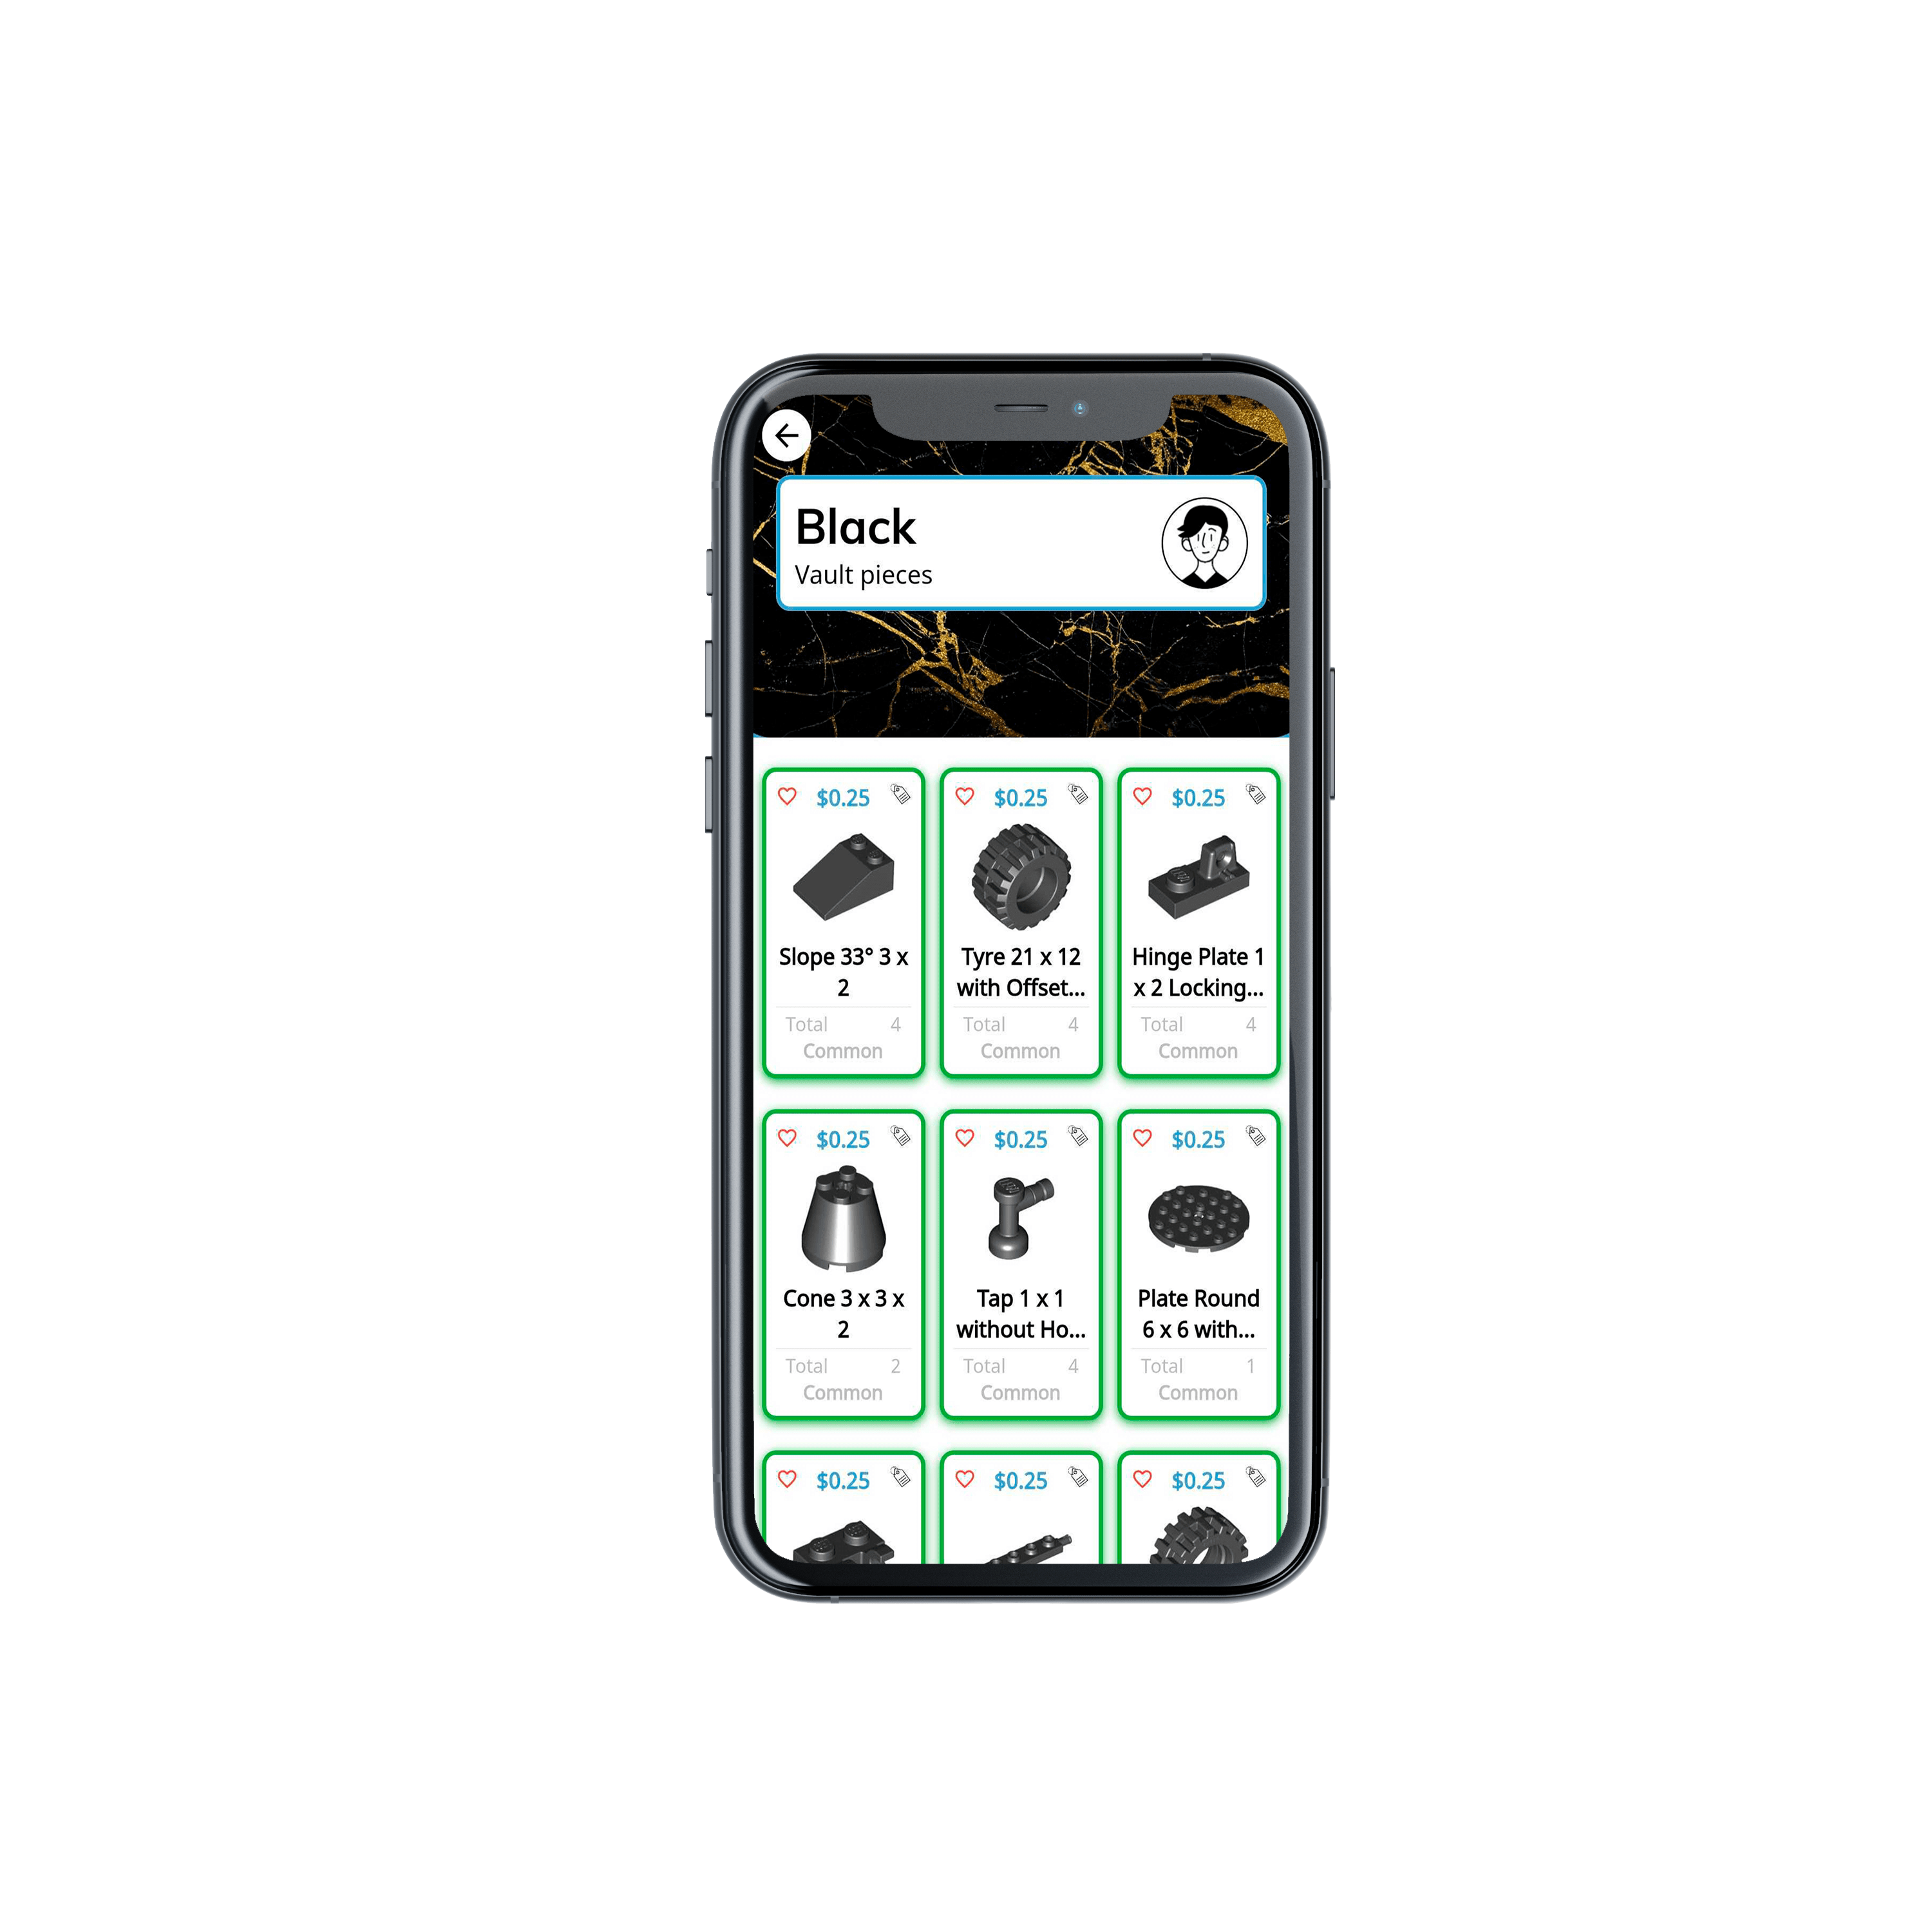 Black
Vault pieces
$0.25
$0.25
$0.25
Slope 33° 3 x
2
Tyre 21 x 12
with Offset...
Hinge Plate 1
x 2 Locking...
Total 4
Common
Total 4
Common
Total 4
Common
$0.25
$0.25
$0.25
Cone 3 x 3 x
2
Tap 1 x 1
without Ho...
Plate Round
6 x 6 with...
Total 2
Common
Total 4
Common
Total 1
Common
$0.25
$0.25
$0.25